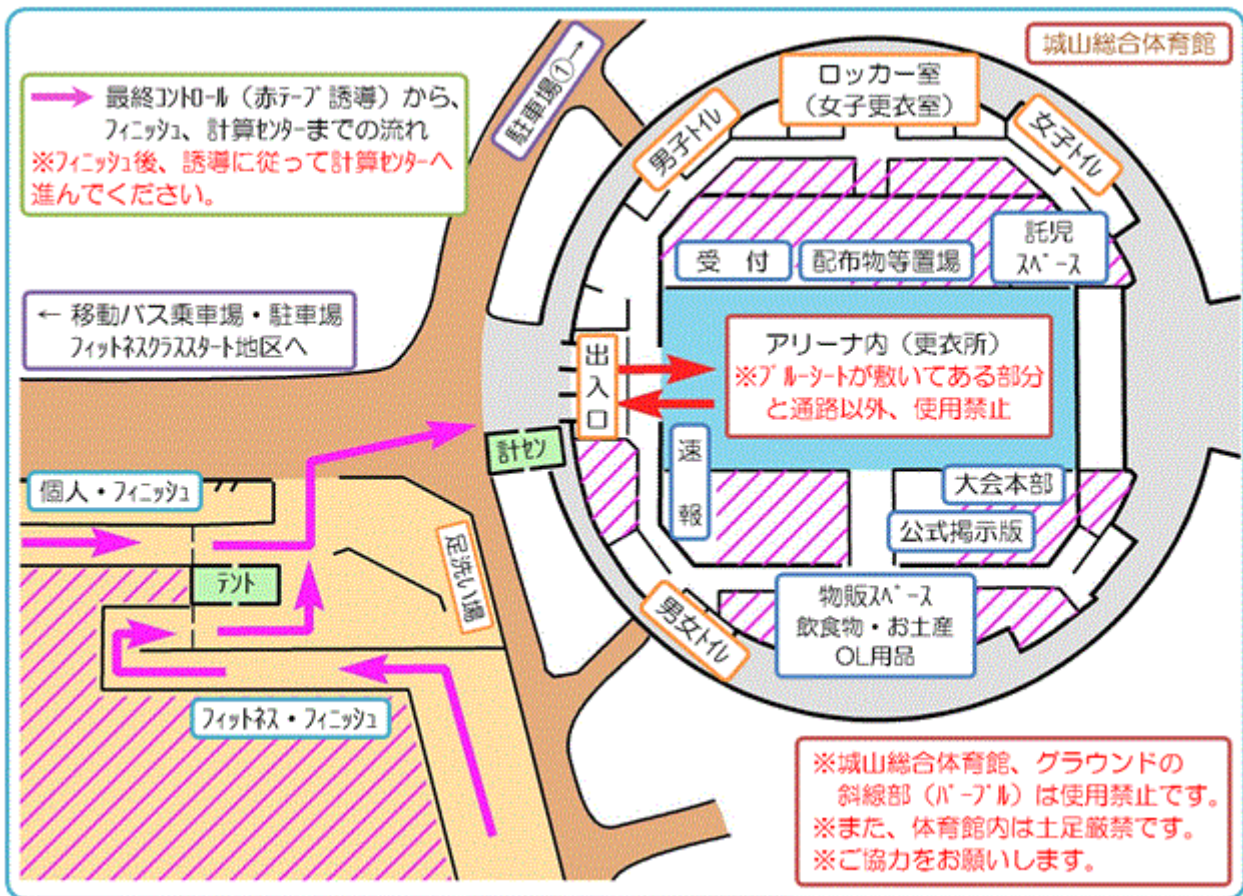 城山総合体育館
最終ｺﾝﾄﾛｰﾙ（赤ﾃｰﾌﾟ誘導）から、
ﾌｨﾆｯｼｭ、計算ｾﾝﾀｰまでの流れ
※ﾌｨﾆｯｼｭ後、誘導に従って計算ｾﾝﾀｰへ
進んでください。
駐車場①→
ロッカー室
（女子更衣室）
男子ﾄｲﾚ
女子ﾄｲﾚ
託児
ｽﾍﾟｰｽ
受　付
配布物等置場
← 移動バス乗車場・駐車場
ﾌｨｯﾄﾈｽｸﾗｽｽﾀｰﾄ地区へ
出入口
アリーナ内（更衣所）
※ﾌﾞﾙｰｼｰﾄが敷いてある部分
と通路以外、使用禁止
計セン
速報
個人・ﾌｨﾆｯｼｭ
大会本部
公式掲示版
足洗い場
ﾃﾝﾄ
男女ﾄｲﾚ
物販ｽﾍﾟｰｽ
飲食物・お土産
OL用品
ﾌｨｯﾄﾈｽ・ﾌｨﾆｯｼｭ
※城山総合体育館、グラウンドの
斜線部（ﾊﾟｰﾌﾟﾙ）は使用禁止です。
※また、体育館内は土足厳禁です。
※ご協力をお願いします。